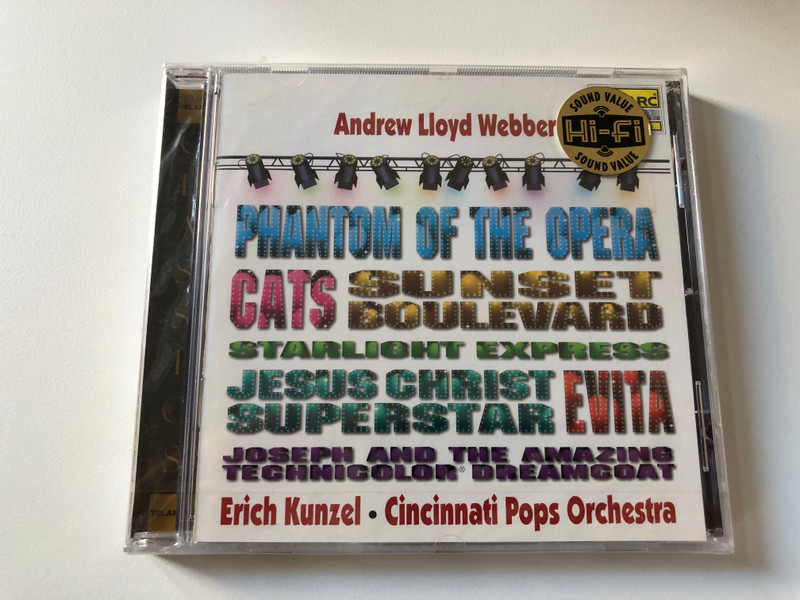 Andrew Lloyd Webber
SOUND VALUE
Hi-Fi
SOUND VALUE
PHANTOM OF THE OPERA
CATS SUNSET
BOULEVARD
STARLIGHT EXPRESS
JESUS CHRIST
SUPERSTAR
EVITA
JOSEPH AND THE AMAZING
TECHNICOLOR® DREAMCOAT
Erich Kunzel • Cincinnati Pops Orchestra
CLASSICS